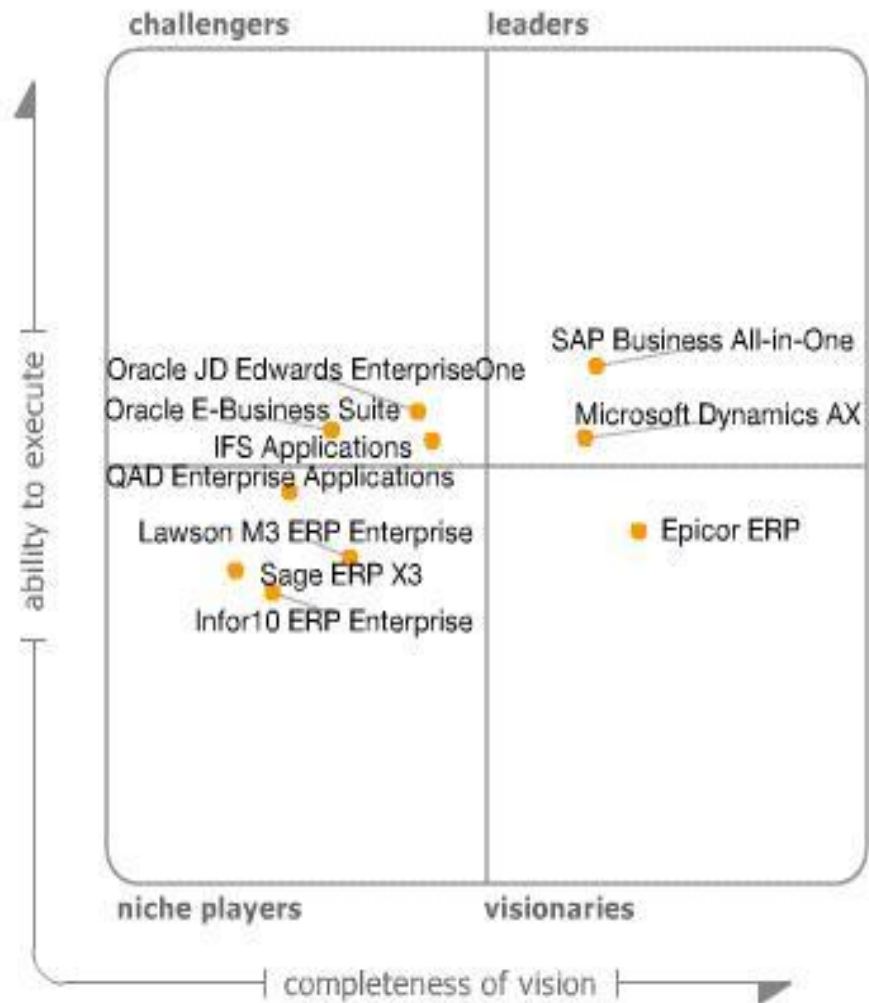 challengers
leaders
SAP Business All-in-One
Oracle JD Edwards EnterpriseOne
Oracle E-Business Suite
Microsoft Dynamics AX
IFS Applications
QAD Enterprise Applications
Lawson M3 ERP Enterprise
Epicor ERP
Sage ERP X3
Infor10 ERP Enterprise
ability to execute
niche players
visionaries
completeness of vision